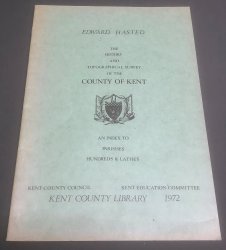 EDWARD HASTED
THE
HISTORY
AND
TOPOGRAPHICAL SURVEY
OF THE
COUNTY OF KENT
AN INDEX TO
PARISHES
HUNDREDS & LATHES
KENT COUNTY COUNCIL KENT EDUCATION COMMITTEE
KENT COUNTY LIBRARY 1972